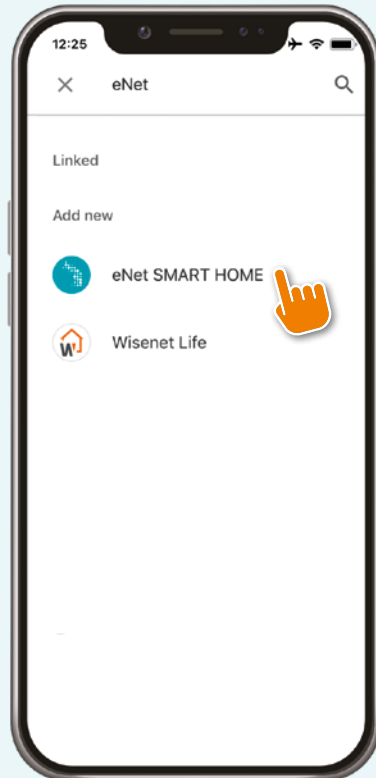 12:25
eNet
Linked
Add new
eNet SMART HOME
W
Wisenet Life